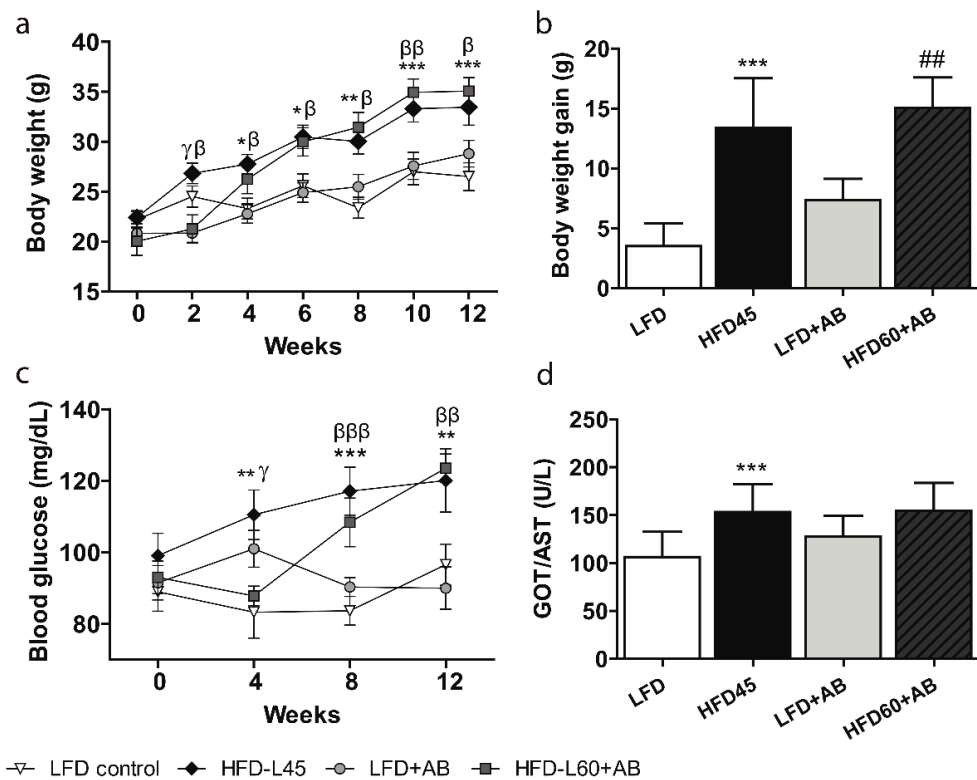 a
Body weight (g)
35
30
25
20
15
γβ
*β
*β
**β
ββ
***
β
***
0 2 4 6 8 10 12
Weeks
b
Body weight gain (g)
20
15
10
5
0
***
##
LFD HFD45 LFD+AB HFD60+AB
c
Blood glucose (mg/dL)
140
120
100
80
**γ
βββ
***
ββ
**
0 4 8 12
Weeks
d
GOT/AST (U/L)
250
200
150
100
50
0
***
LFD HFD45 LFD+AB HFD60+AB
LFD control HFD-L45 LFD+AB HFD-L60+AB